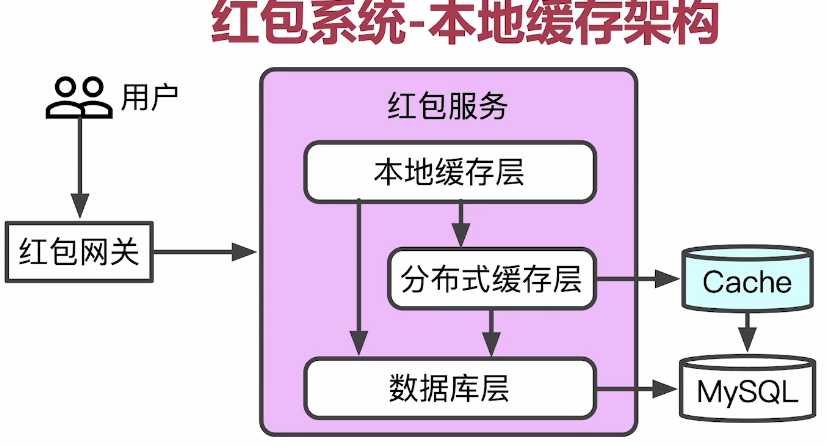 红包系统-本地缓存架构
用户
红包服务
本地缓存层
红包网关
分布式缓存层
Cache
数据库层
MySQL